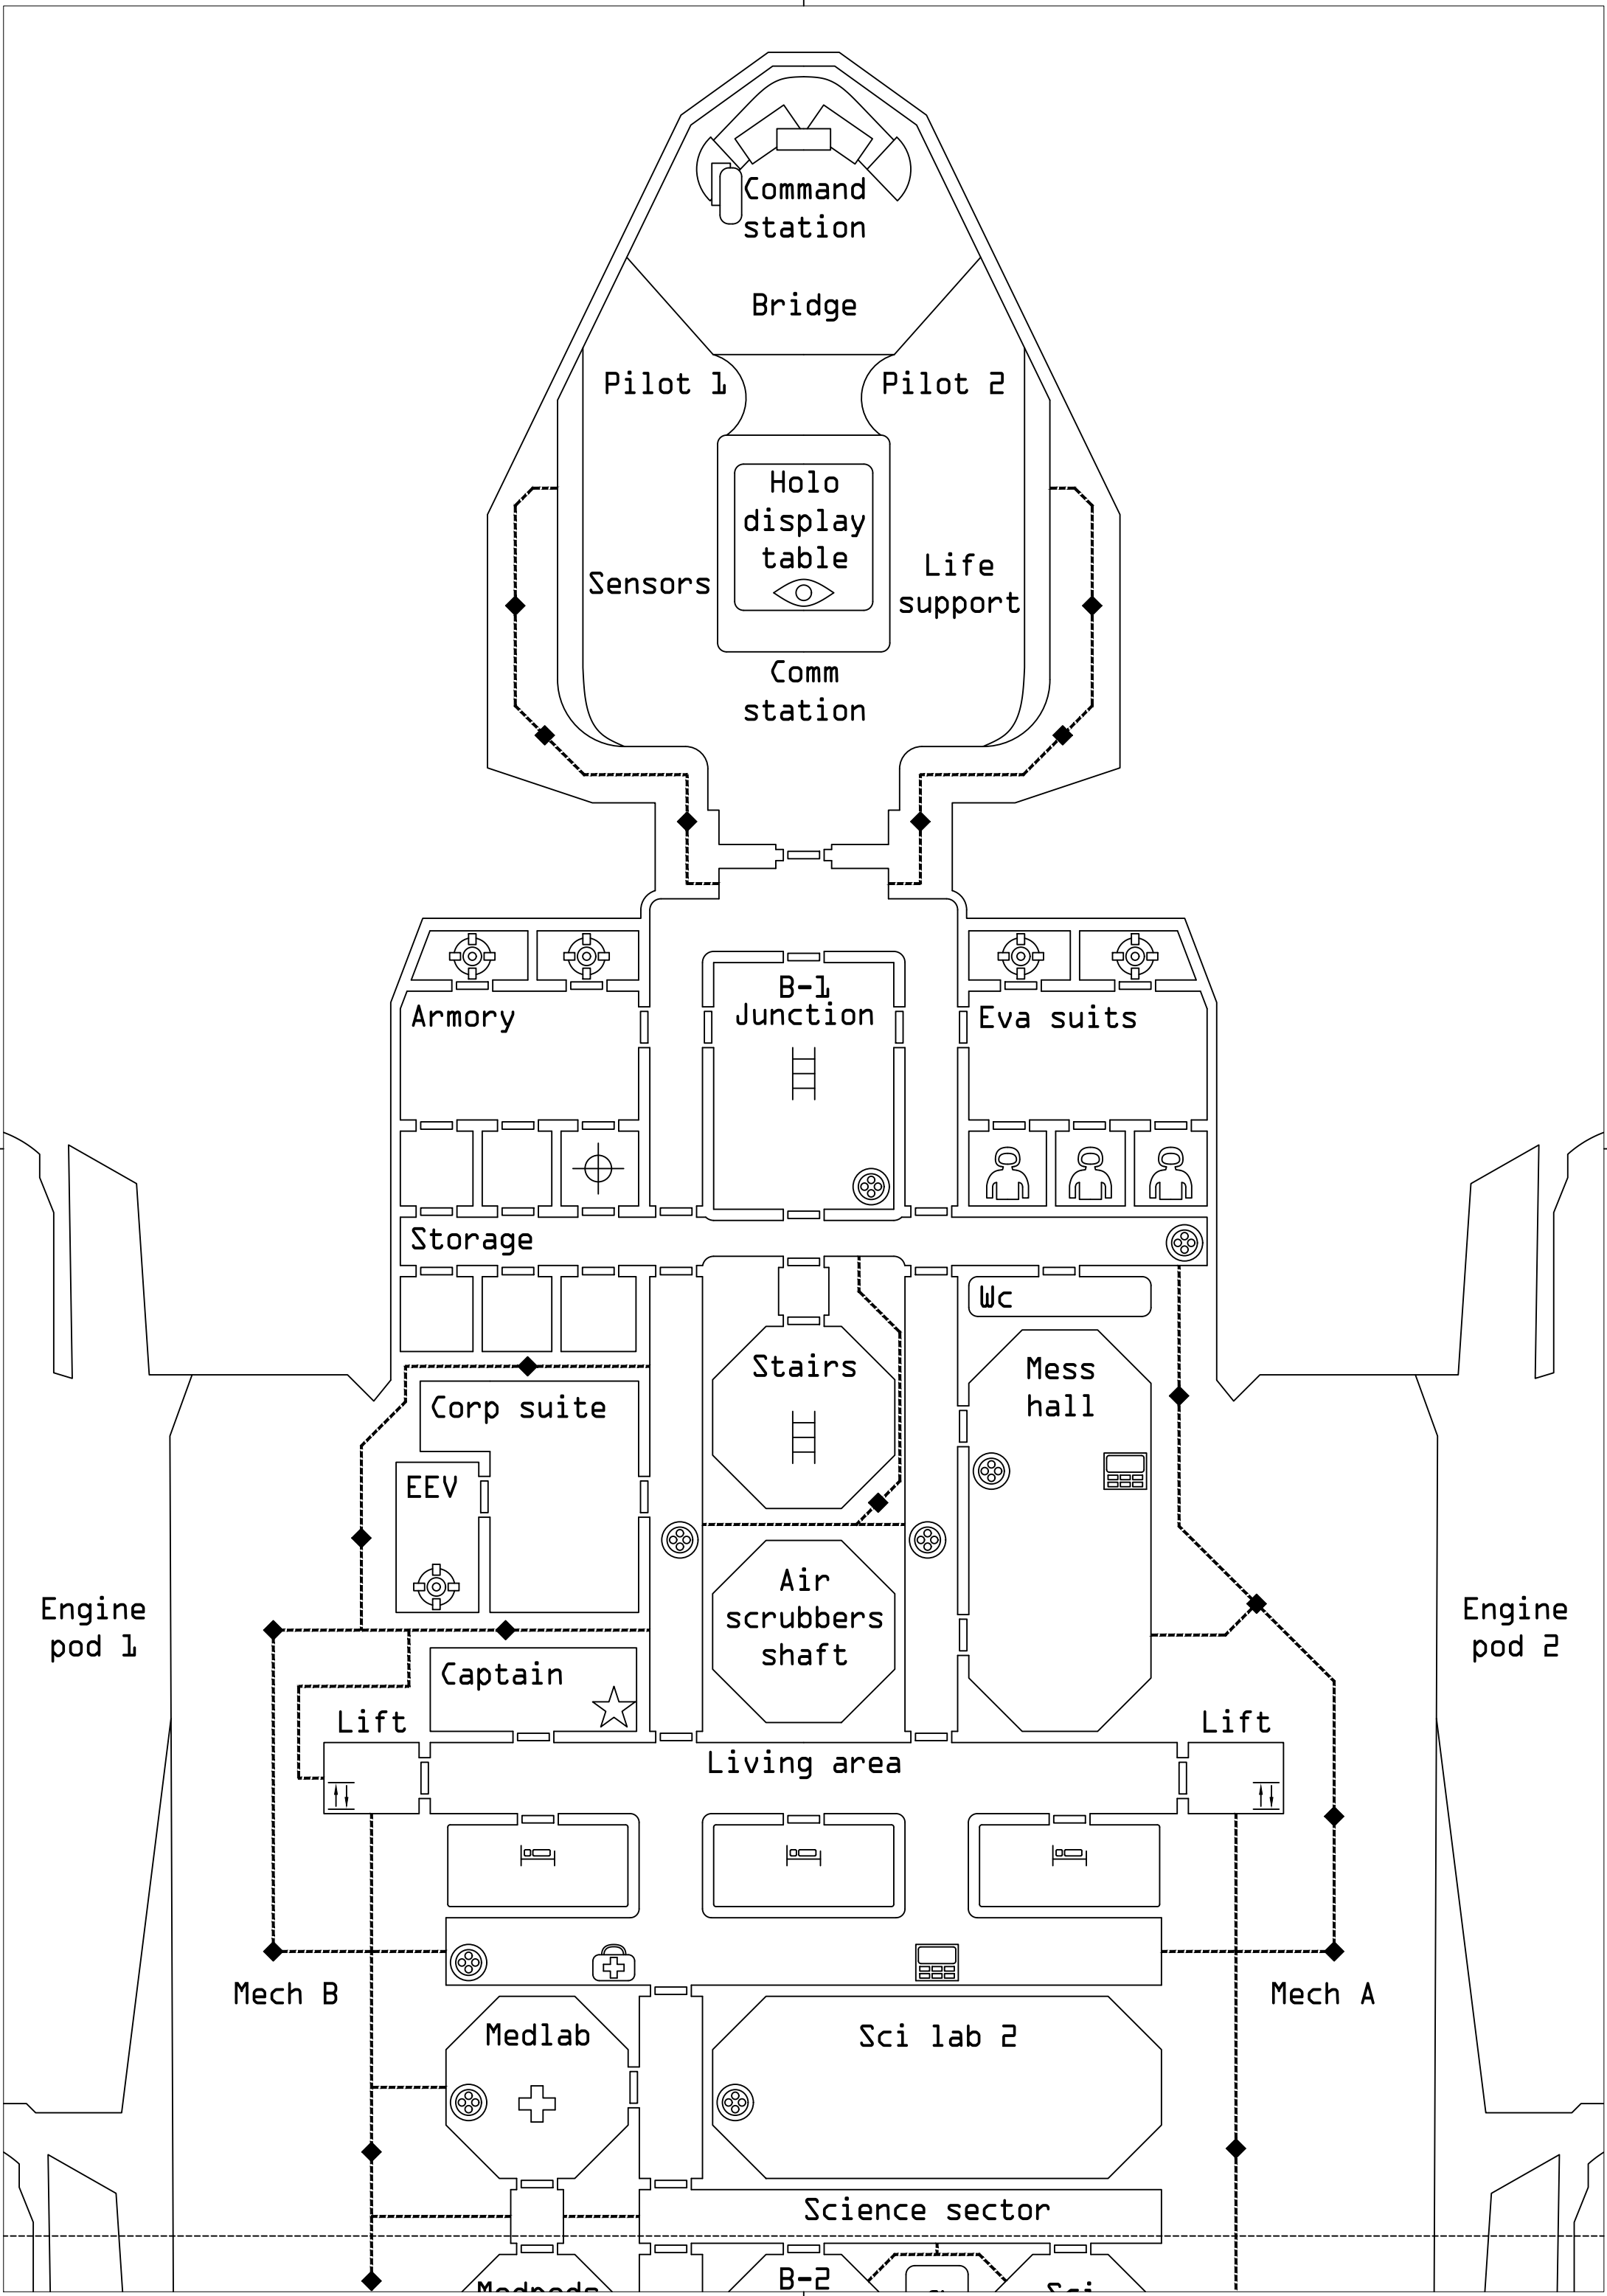 Command
station
Bridge
Pilot 1
Pilot 2
Holo
display
table
Sensors
Life
support
Comm
station
B-1
Junction
Armory
Eva suits
Storage
Wc
Stairs
Mess
hall
Corp suite
EEV
Air
scrubbers
shaft
Engine
pod 1
Engine
pod 2
Captain
Lift
Lift
Living area
Mech B
Mech A
Medlab
Sci lab 2
Science sector
Medpods
B-2
Sci